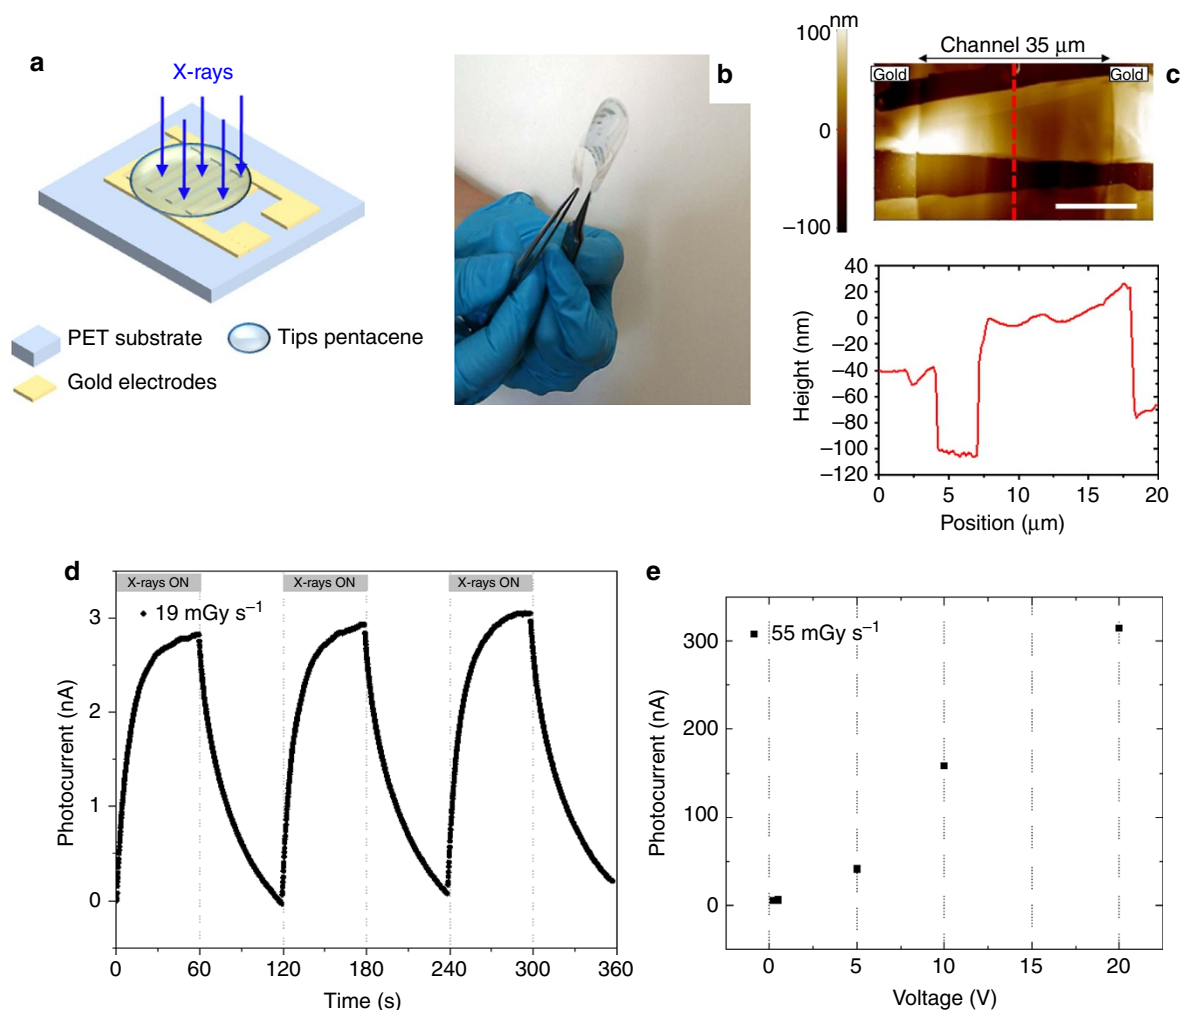 a
X-rays
PET substrate
Tips pentacene
Gold electrodes
b
nm
100
0
−100
Channel 35 μm
Gold
Gold
c
40
20
0
−20
−40
−60
−80
−100
−120
Height (nm)
0
5
10
15
20
Position (μm)
d
X-rays ON
X-rays ON
X-rays ON
19 mGy s⁻¹
3
2
1
0
Photocurrent (nA)
0
60
120
180
240
300
360
Time (s)
e
55 mGy s⁻¹
300
200
100
0
Photocurrent (nA)
0
5
10
15
20
Voltage (V)